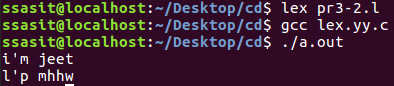 ssasit@localhost:~/Desktop/cd$ lex pr3-2.l
ssasit@localhost:~/Desktop/cd$ gcc lex.yy.c
ssasit@localhost:~/Desktop/cd$ ./a.out
i'm jeet
l'p mhhw